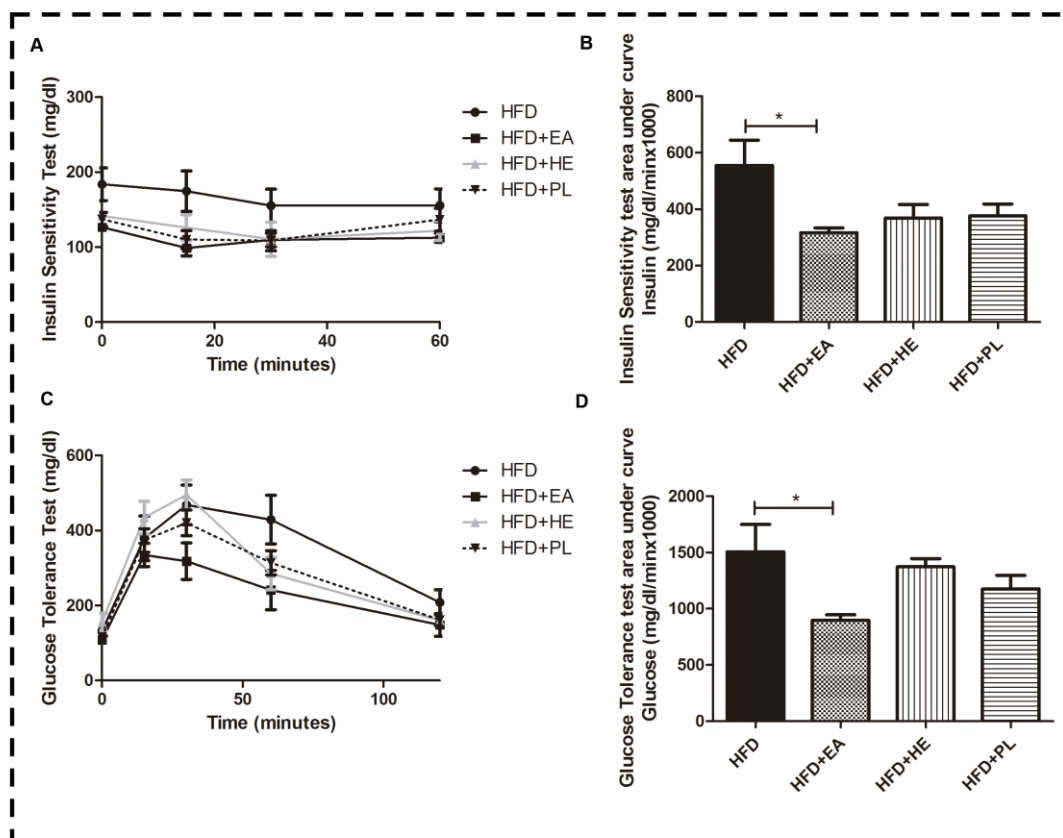 A
Insulin Sensitivity Test (mg/dl)
300
200
100
0
0
20
40
60
Time (minutes)
HFD
HFD+EA
HFD+HE
HFD+PL
B
Insulin Sensitivity test area under curve
Insulin (mg/dl/minx1000)
800
600
400
200
0
*
HFD
HFD+EA
HFD+HE
HFD+PL
C
Glucose Tolerance Test (mg/dl)
600
400
200
0
0
50
100
Time (minutes)
HFD
HFD+EA
HFD+HE
HFD+PL
D
Glucose Tolerance test area under curve
Glucose (mg/dl/minx1000)
2000
1500
1000
500
0
*
HFD
HFD+EA
HFD+HE
HFD+PL